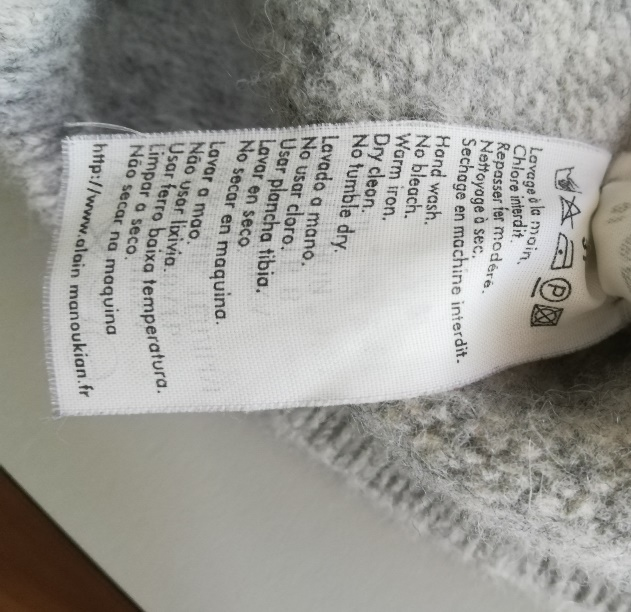 Lavage à la main.
Chlore interdit.
Repasser fer modéré.
Nettoyage à sec.
Sechage en machine interdit.
Hand wash.
No bleach.
Warm iron.
Dry clean.
No tumble dry.
Lavado a mano.
No usar cloro.
Usar plancha tibia.
Lavar en seco
No secar en maquina.
Lavar a mao
Não usar lixivia.
Usar ferro baixa temperatura.
Limpar a seco.
Não secar na maquina
http://www.alain manoukian.fr